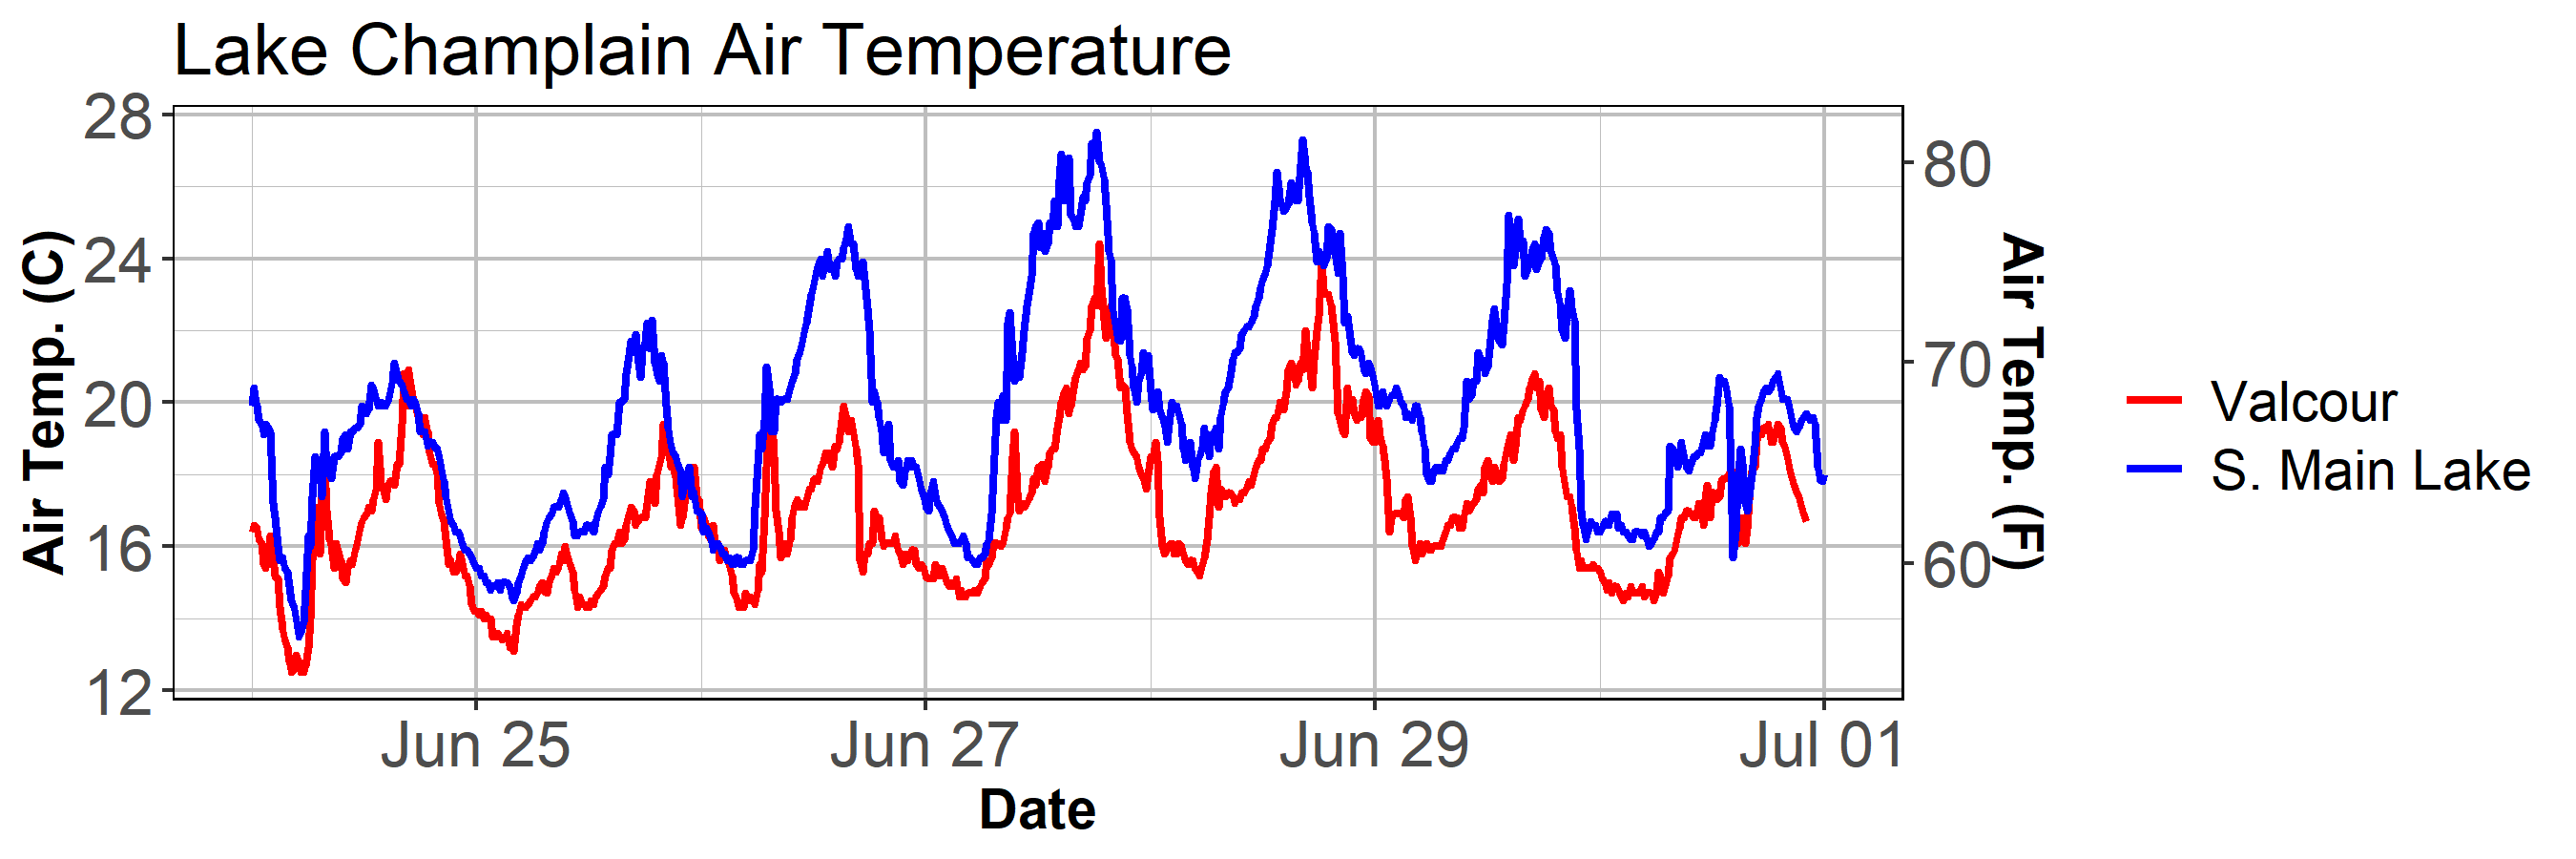 Lake Champlain Air Temperature
28
24
20
16
12
Air Temp. (C)
80
70
60
Air Temp. (F)
Jun 25
Jun 27
Jun 29
Jul 01
Date
Valcour
S. Main Lake